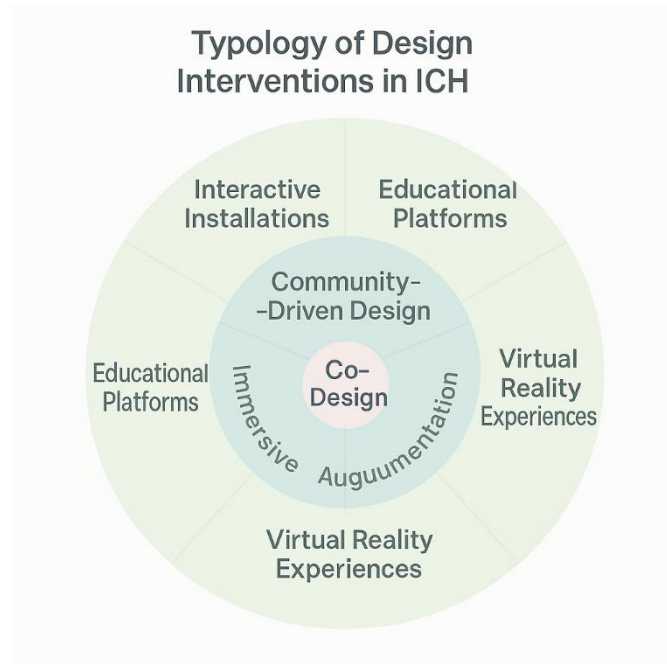 Typology of Design
Interventions in ICH
Interactive
Installations
Educational
Platforms
Community-
-Driven Design
Educational
Platforms
Co-
Design
Virtual
Reality
Experiences
Immersive
Auguumentation
Virtual Reality
Experiences